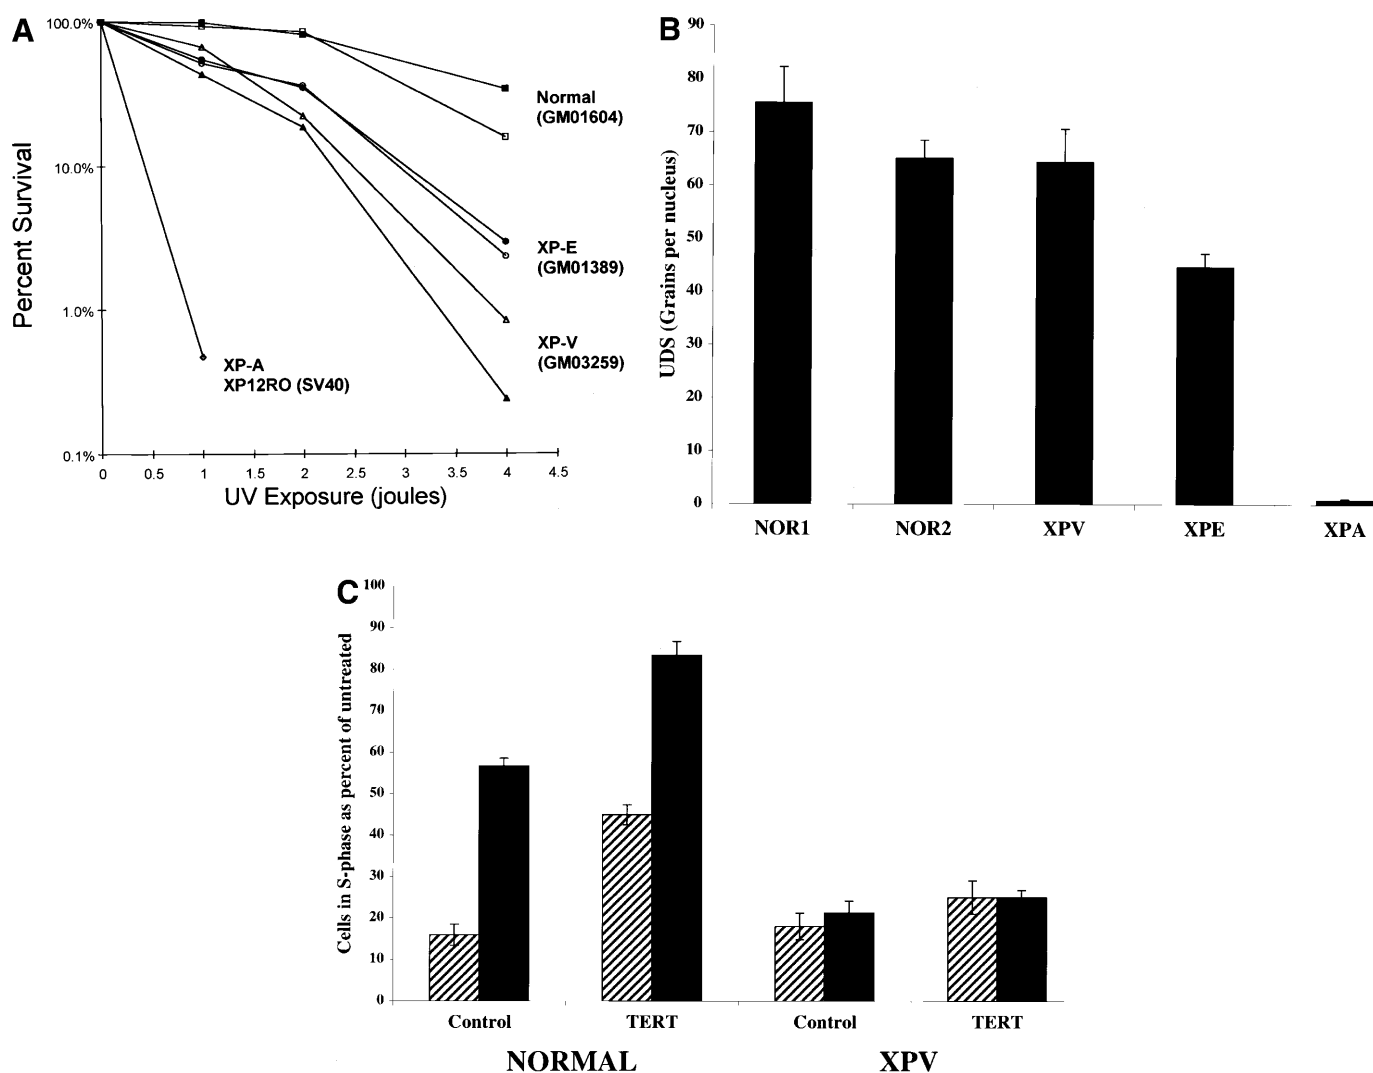 A
100.0%
10.0%
1.0%
0.1%
Percent Survival
Normal
(GM01604)
XP-E
(GM01389)
XP-V
(GM03259)
XP-A
XP12RO (SV40)
0 0.5 1 1.5 2 2.5 3 3.5 4 4.5
UV Exposure (joules)
B
90
80
70
60
50
40
30
20
10
0
UDS (Grains per nucleus)
NOR1 NOR2 XPV XPE XPA
C
100
90
80
70
60
50
40
30
20
10
0
Cells in S-phase as percent of untreated
Control TERT Control TERT
NORMAL XPV